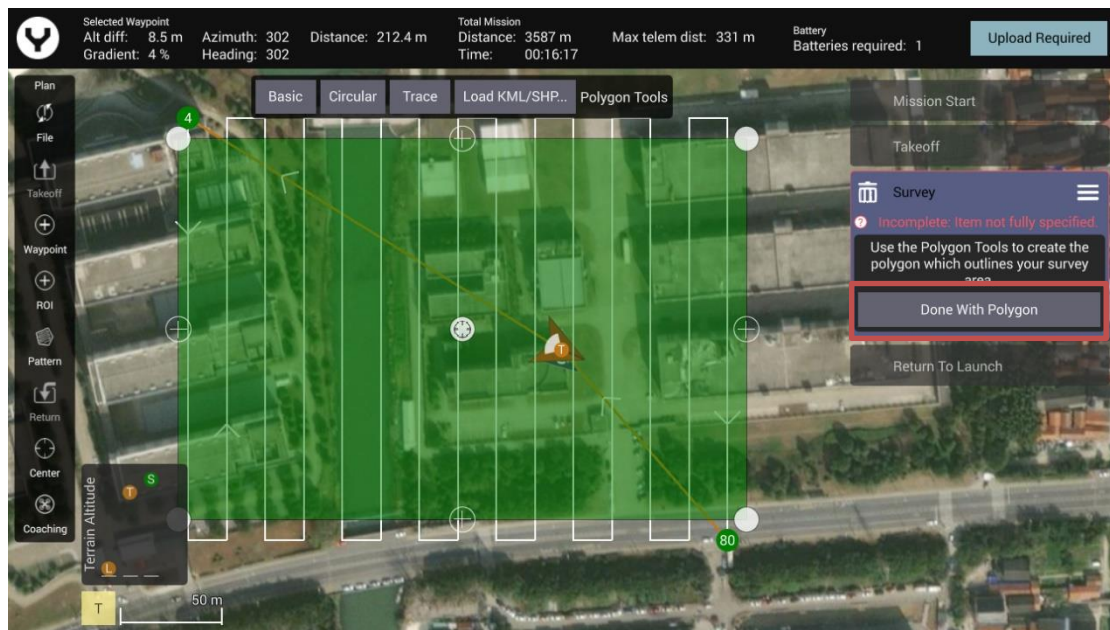 Selected Waypoint
Alt diff: 8.5 m Azimuth: 302 Distance: 212.4 m
Gradient: 4 % Heading: 302
Total Mission
Distance: 3587 m Max telem dist: 331 m
Time: 00:16:17
Battery
Batteries required: 1
Upload Required
Plan
File
Takeoff
Waypoint
ROI
Pattern
Return
Center
Coaching
Basic Circular Trace Load KML/SHP... Polygon Tools
4
T
80
Mission Start
Takeoff
Survey
? Incomplete: Item not fully specified.
Use the Polygon Tools to create the
polygon which outlines your survey
area.
Done With Polygon
Return To Launch
Terrain Altitude
S
T
L
T
50 m